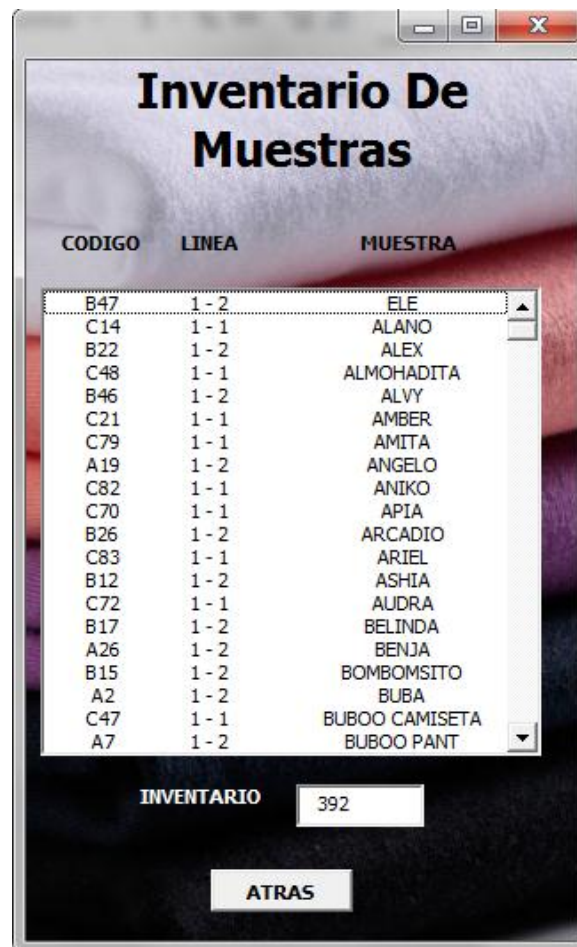 Inventario De
Muestras
CODIGO LINEA MUESTRA
B47 1 - 2 ELE
C14 1 - 1 ALANO
B22 1 - 2 ALEX
C48 1 - 1 ALMOHADITA
B46 1 - 2 ALVY
C21 1 - 1 AMBER
C79 1 - 1 AMITA
A19 1 - 2 ANGELO
C82 1 - 1 ANIKO
C70 1 - 1 APIA
B26 1 - 2 ARCADIO
C83 1 - 1 ARIEL
B12 1 - 2 ASHIA
C72 1 - 1 AUDRA
B17 1 - 2 BELINDA
A26 1 - 2 BENJA
B15 1 - 2 BOMBOMSITO
A2 1 - 2 BUBA
C47 1 - 1 BUBOO CAMISETA
A7 1 - 2 BUBOO PANT
INVENTARIO 392
ATRAS